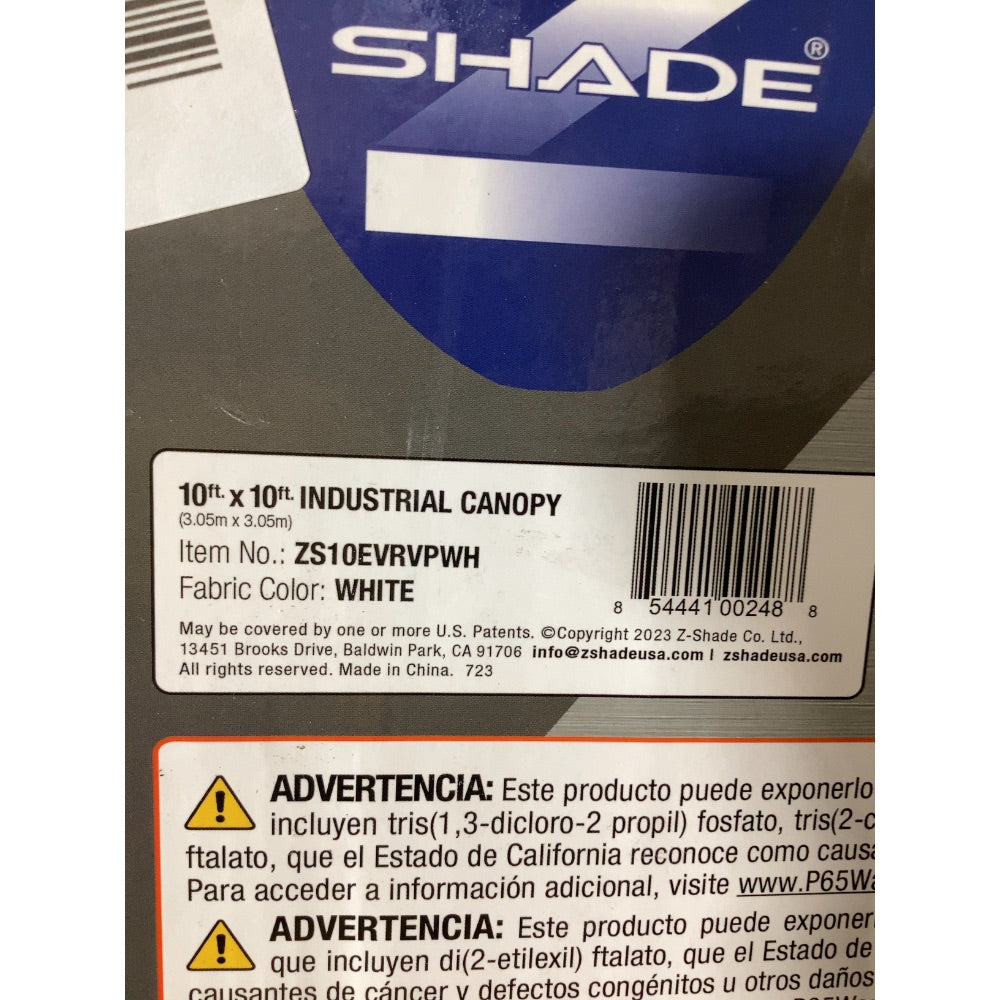 SHADE®
10ft. x 10ft. INDUSTRIAL CANOPY
(3.05m x 3.05m)
Item No.: ZS10EVRVPWH
Fabric Color: WHITE
8 54441 00248 8
May be covered by one or more U.S. Patents. ©Copyright 2023 Z-Shade Co. Ltd.,
13451 Brooks Drive, Baldwin Park, CA 91706 info@zshadeusa.com | zshadeusa.com
All rights reserved. Made in China. 723
ADVERTENCIA: Este producto puede exponerlo
incluyen tris(1,3-dicloro-2 propil) fosfato, tris(2-c
ftalato, que el Estado de California reconoce como causa
Para acceder a información adicional, visite www.P65Wa
ADVERTENCIA: Este producto puede exponer
que incluyen di(2-etilexil) ftalato, que el Estado de
causantes de cáncer y defectos congénitos u otros daños